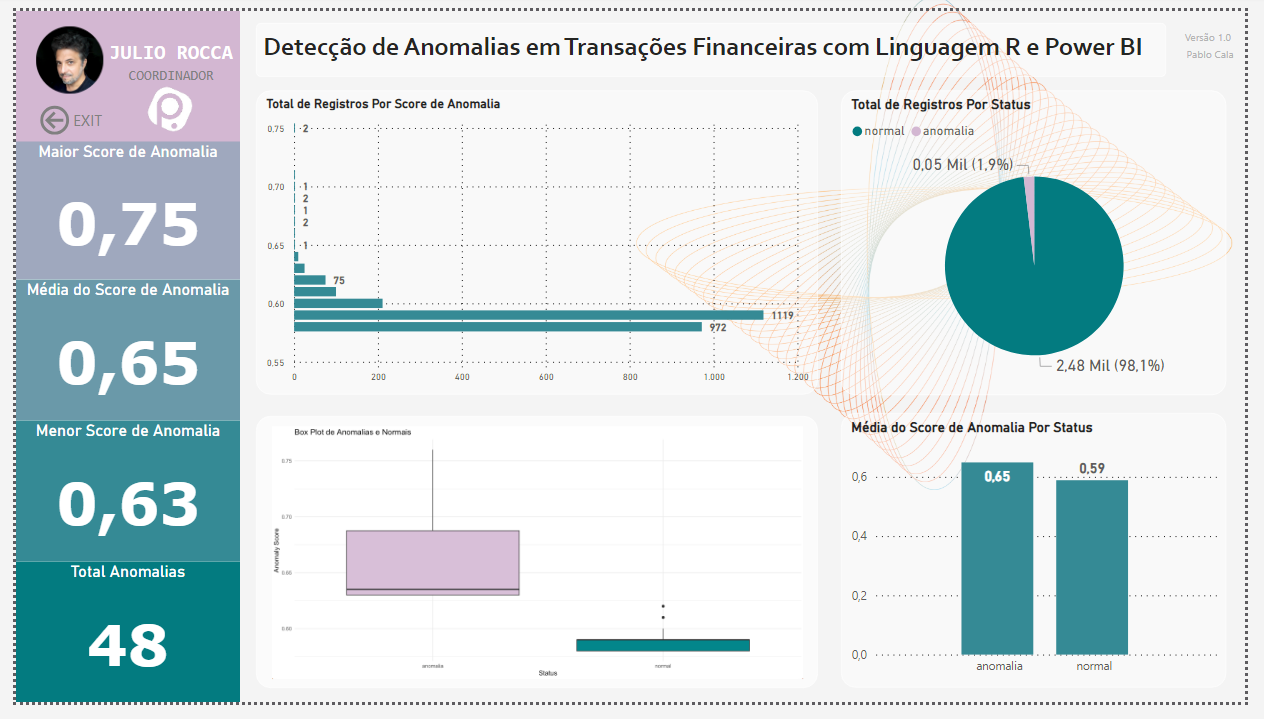 JULIO ROCCA
COORDINADOR
EXIT
Maior Score de Anomalia
0,75
Média do Score de Anomalia
0,65
Menor Score de Anomalia
0,63
Total Anomalias
48
Detecção de Anomalias em Transações Financeiras com Linguagem R e Power BI
Versão 1.0
Pablo Cala
Total de Registros Por Score de Anomalia
0,75
2
0,70
1
2
1
2
0,65
1
75
0,60
1119
972
0,55
0 200 400 600 800 1.000 1.200
Total de Registros Por Status
normal anomalia
0,05 Mil (1,9%)
2,48 Mil (98,1%)
Box Plot de Anomalias e Normais
Anomaly Score
0.75
0.70
0.65
0.60
anomalia normal
Status
Média do Score de Anomalia Por Status
0,6
0,4
0,2
0,0
0,65
0,59
anomalia normal